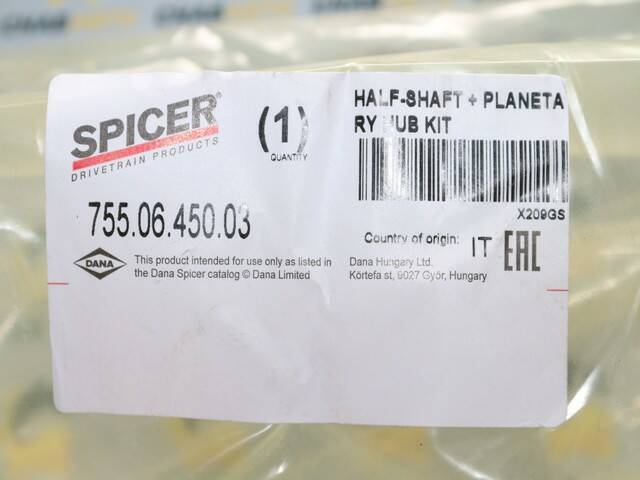 SPICER®
DRIVETRAIN PRODUCTS
(1)
QUANTITY
HALF-SHAFT + PLANETA
RY HUB KIT
X209GS
755.06.450.03
Country of origin: IT
EAC
DANA
This product intended for use only as listed in
the Dana Spicer catalog © Dana Limited
Dana Hungary Ltd.
Körtefa st, 9027 Győr, Hungary